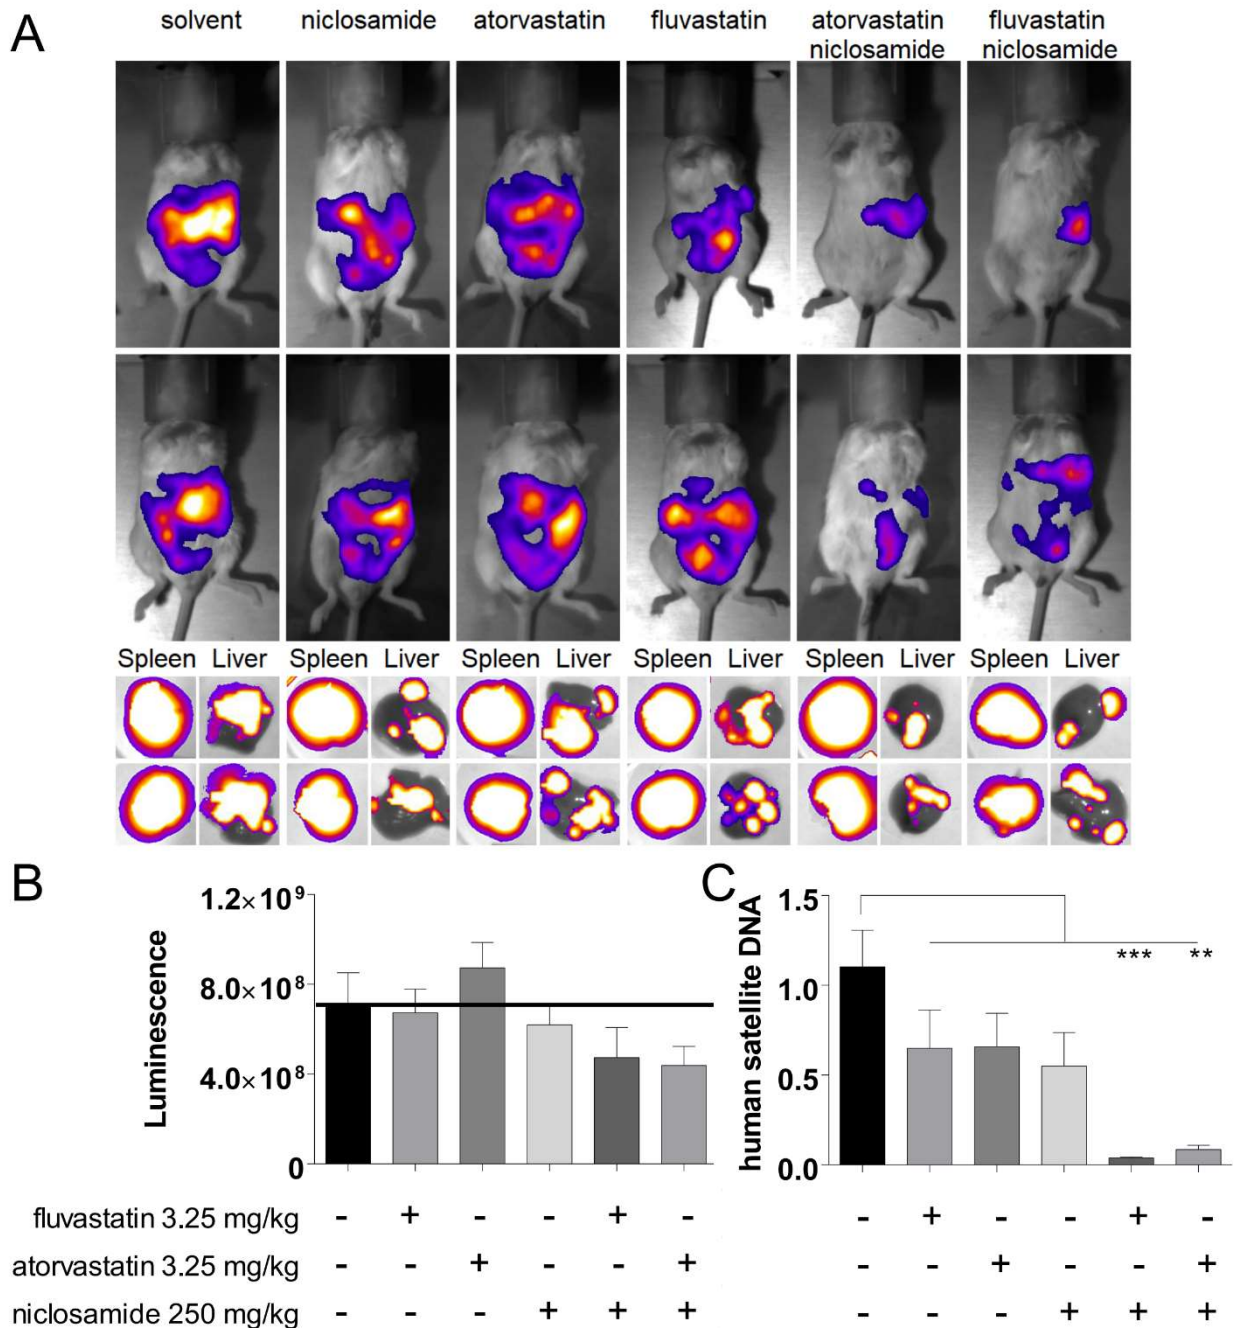 A
solvent niclosamide atorvastatin fluvastatin atorvastatin niclosamide fluvastatin niclosamide
Spleen Liver Spleen Liver Spleen Liver Spleen Liver Spleen Liver Spleen Liver
B
Luminescence
1.2×10⁹
8.0×10⁸
4.0×10⁸
0
C
human satellite DNA
1.5
1.0
0.5
0.0
*** **
fluvastatin 3.25 mg/kg - + - - + - - + - - + -
atorvastatin 3.25 mg/kg - - + - - + - - + - - +
niclosamide 250 mg/kg - - - + + + - - - + + +